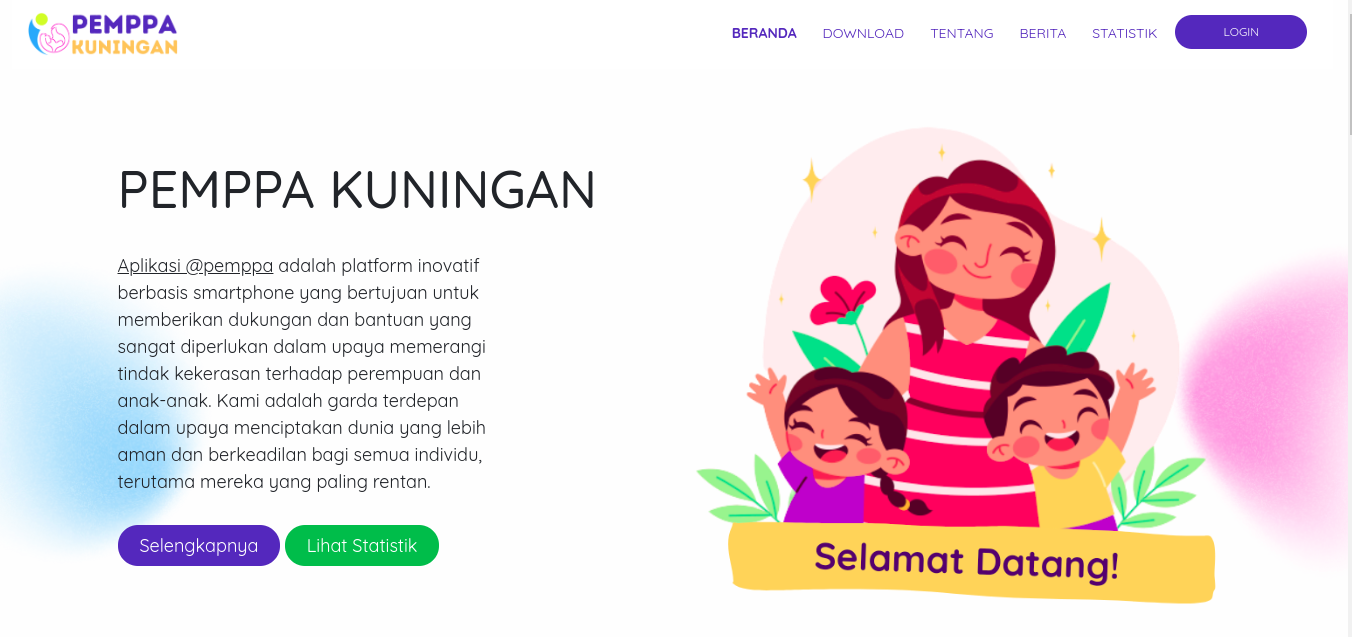 PEMPPA
KUNINGAN
BERANDA
DOWNLOAD
TENTANG
BERITA
STATISTIK
LOGIN
PEMPPA KUNINGAN
Aplikasi @pemppa adalah platform inovatif
berbasis smartphone yang bertujuan untuk
memberikan dukungan dan bantuan yang
sangat diperlukan dalam upaya memerangi
tindak kekerasan terhadap perempuan dan
anak-anak. Kami adalah garda terdepan
dalam upaya menciptakan dunia yang lebih
aman dan berkeadilan bagi semua individu,
terutama mereka yang paling rentan.
Selengkapnya
Lihat Statistik
Selamat Datang!